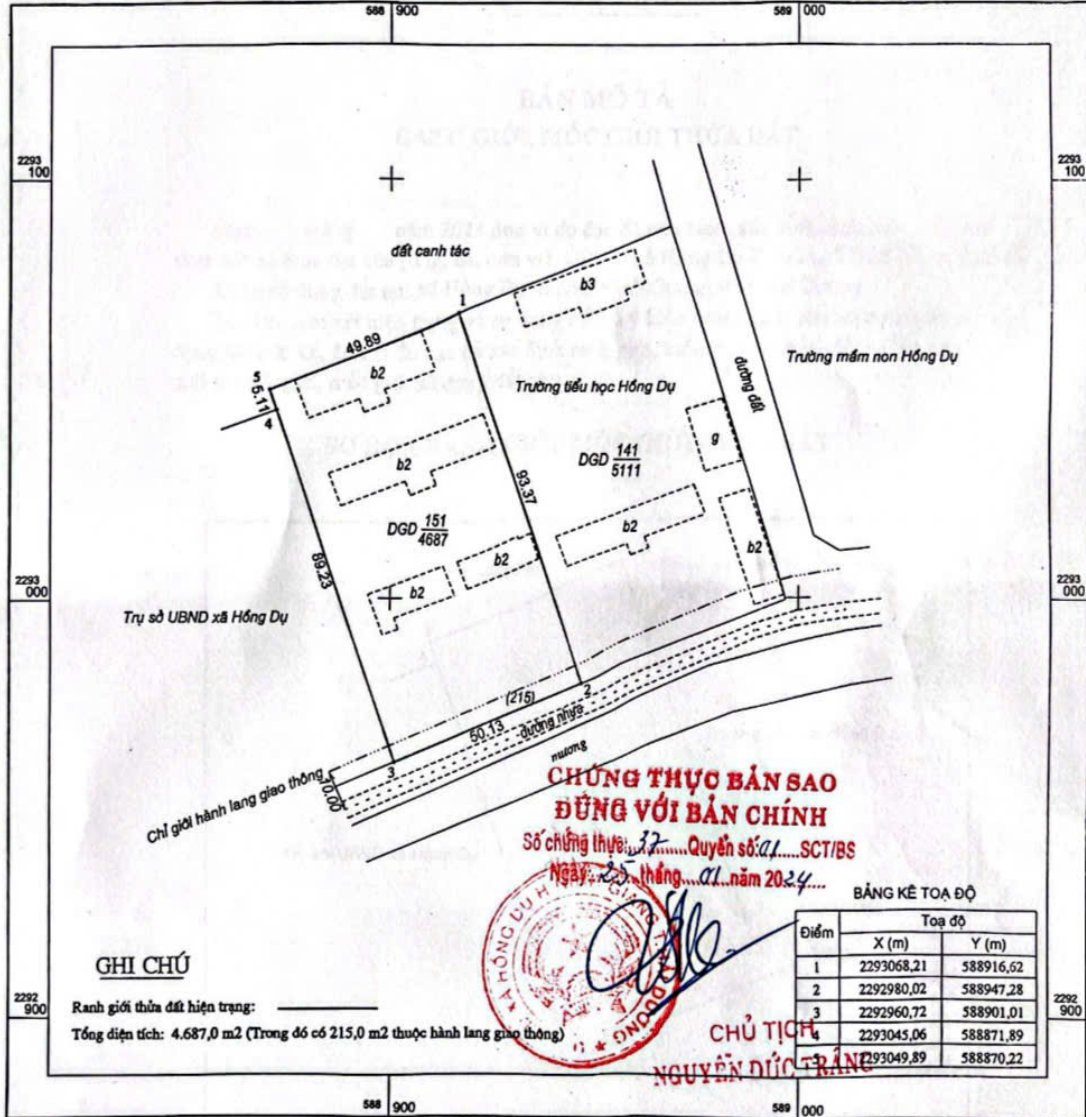 588 900
589 000
2293 100
2293 100
đất canh tác
1
b3
49.89
b2
5
5.11
4
Trường tiểu học Hồng Dụ
đường đất
Trường mầm non Hồng Dụ
b2
93.37
DGD 141/5111
g
DGD 151/4687
b2
b2
89.23
b2
b2
2293 000
2293 000
Trụ sở UBND xã Hồng Dụ
(215)
2
50.13
đường nhựa
3
mương
Chỉ giới hành lang giao thông
10.00
CHỨNG THỰC BẢN SAO
ĐÚNG VỚI BẢN CHÍNH
Số chứng thực: 37 Quyển số: 01 SCT/BS
Ngày 25 tháng 01 năm 2024
BẢNG KÊ TOẠ ĐỘ
Điểm Toạ độ
X (m) Y (m)
1 2293068,21 588916,62
2 2292980,02 588947,28
3 2292960,72 588901,01
4 2293045,06 588871,89
5 2293049,89 588870,22
GHI CHÚ
Ranh giới thửa đất hiện trạng:
Tổng diện tích: 4.687,0 m2 (Trong đó có 215,0 m2 thuộc hành lang giao thông)
2292 900
2292 900
XÃ HỒNG DỤ H GIANG T DƯƠNG
CHỦ TỊCH
NGUYỄN ĐỨC TRÁNG
588 900
589 000